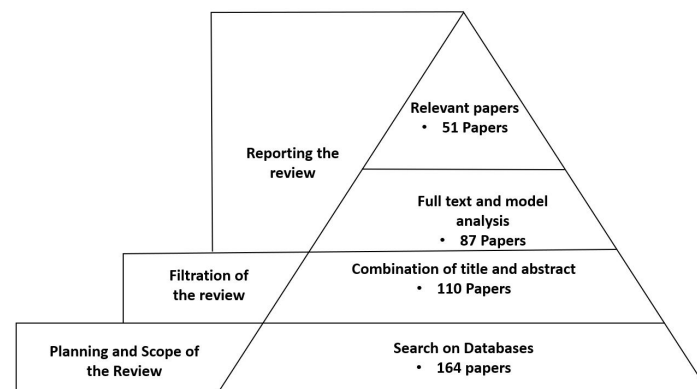 Relevant papers
• 51 Papers
Reporting the
review
Full text and model
analysis
• 87 Papers
Filtration of
the review
Combination of title and abstract
• 110 Papers
Planning and Scope of
the Review
Search on Databases
• 164 papers